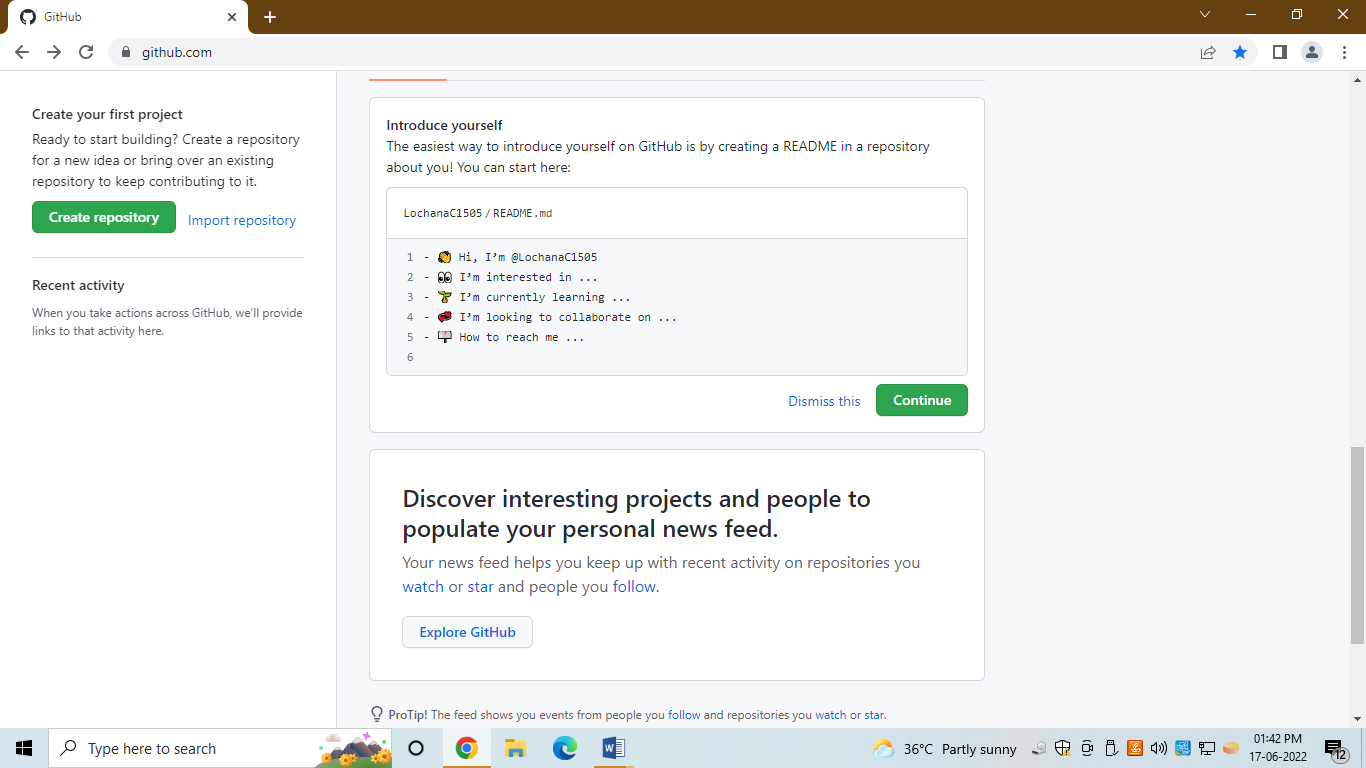 GitHub
github.com
Create your first project
Ready to start building? Create a repository
for a new idea or bring over an existing
repository to keep contributing to it.
Create repository
Import repository
Recent activity
When you take actions across GitHub, we'll provide
links to that activity here.
Introduce yourself
The easiest way to introduce yourself on GitHub is by creating a README in a repository
about you! You can start here:
LochanaC1505 / README.md
1 - 👋 Hi, I'm @LochanaC1505
2 - 👀 I'm interested in ...
3 - 🌱 I'm currently learning ...
4 - 💞️ I'm looking to collaborate on ...
5 - 📫 How to reach me ...
6
Dismiss this
Continue
Discover interesting projects and people to
populate your personal news feed.
Your news feed helps you keep up with recent activity on repositories you
watch or star and people you follow.
Explore GitHub
ProTip! The feed shows you events from people you follow and repositories you watch or star.
Type here to search
36°C Partly sunny
01:42 PM
17-06-2022
12